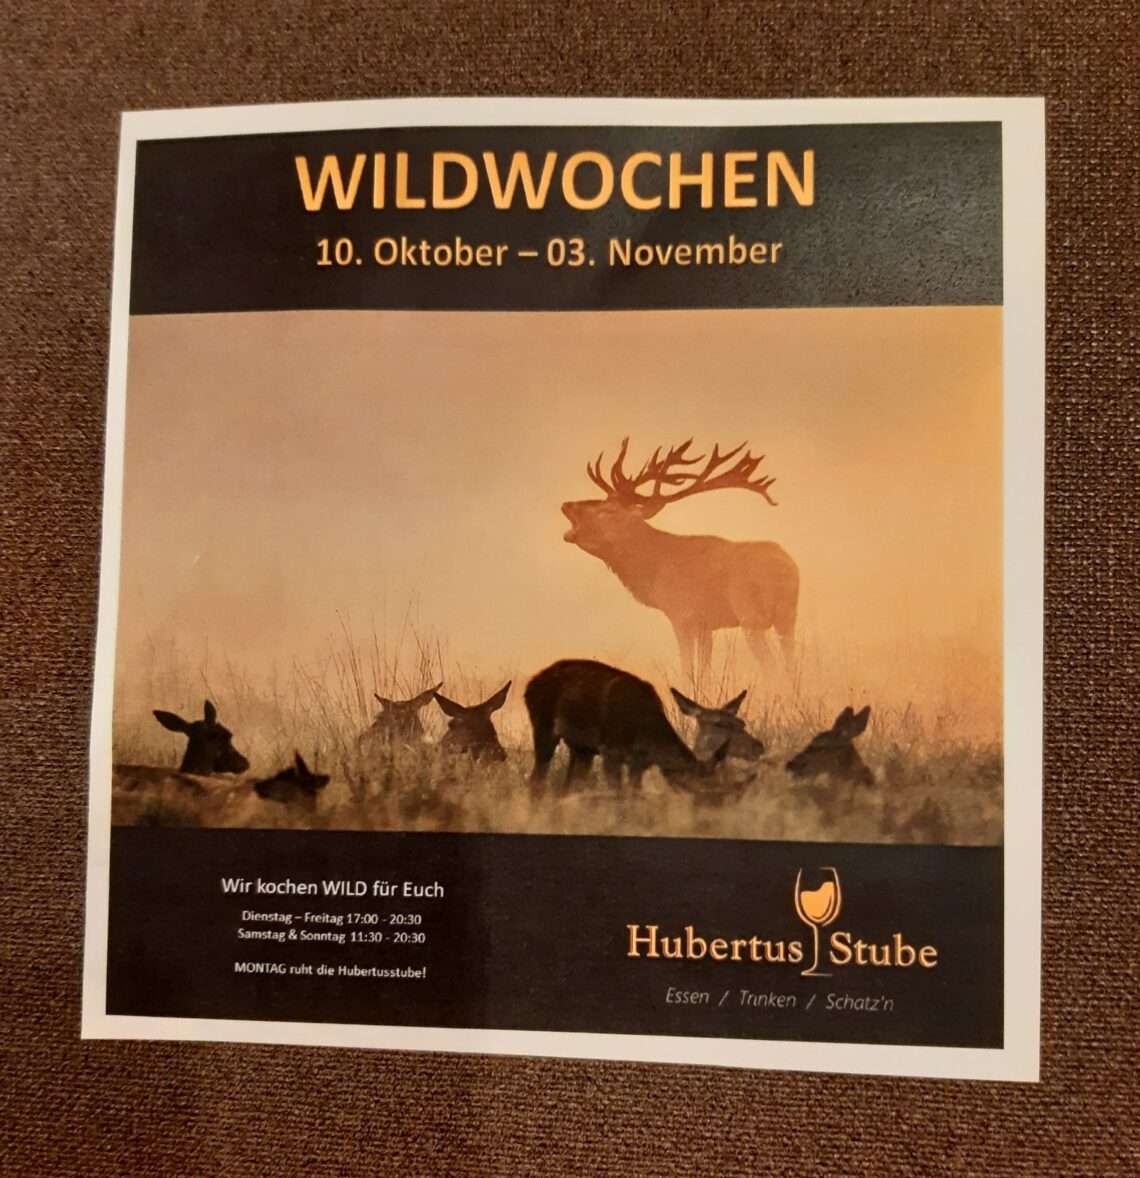 WILDWOCHEN
10. Oktober – 03. November
Wir kochen WILD für Euch
Dienstag – Freitag 17:00 - 20:30
Samstag & Sonntag 11:30 - 20:30
MONTAG ruht die Hubertusstube!
Hubertus Stube
Essen / Trinken / Schatz'n